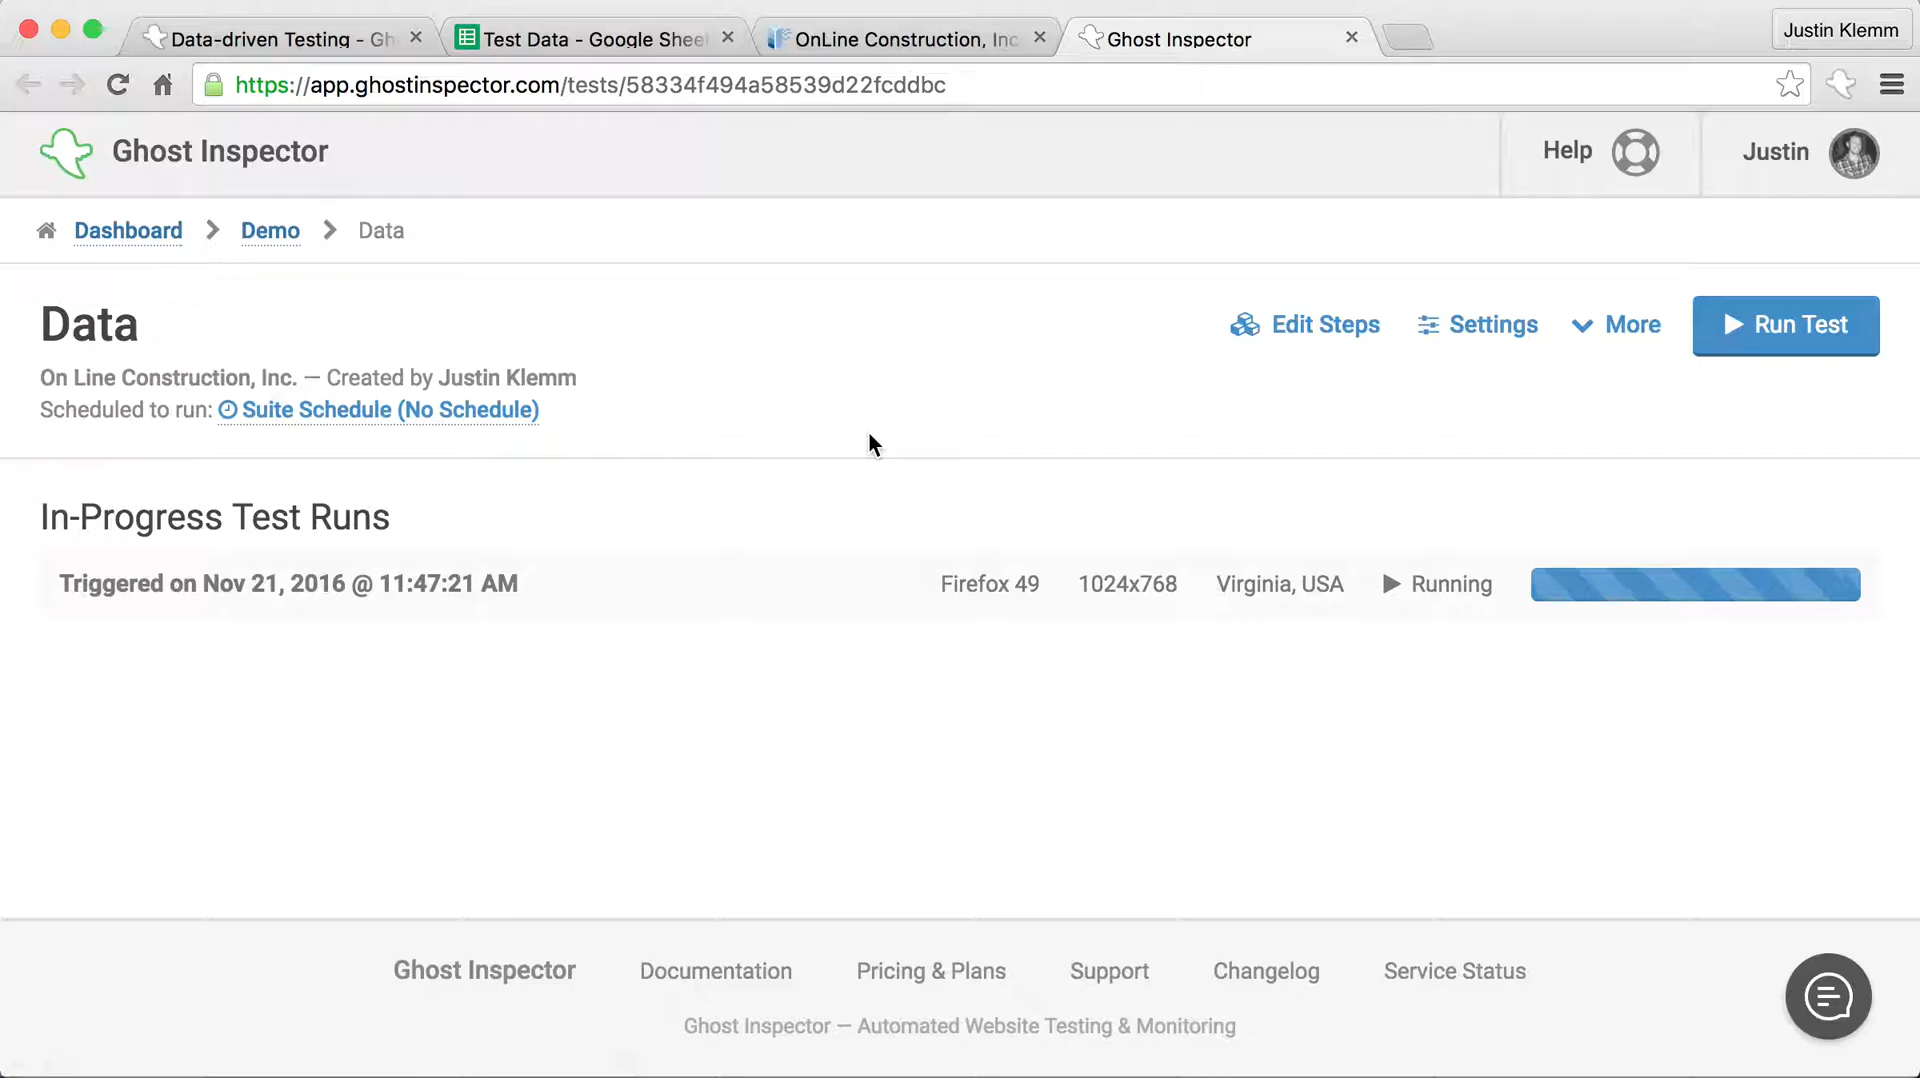 Data-driven Testing - Gh
Test Data - Google Shee
OnLine Construction, Inc
Ghost Inspector
Justin Klemm
https://app.ghostinspector.com/tests/58334f494a58539d22fcddbc
Ghost Inspector
Help
Justin
Dashboard
Demo
Data
Data
Edit Steps
Settings
More
Run Test
On Line Construction, Inc. — Created by Justin Klemm
Scheduled to run: Suite Schedule (No Schedule)
In-Progress Test Runs
Triggered on Nov 21, 2016 @ 11:47:21 AM
Firefox 49
1024x768
Virginia, USA
Running
Ghost Inspector
Documentation
Pricing & Plans
Support
Changelog
Service Status
Ghost Inspector — Automated Website Testing & Monitoring